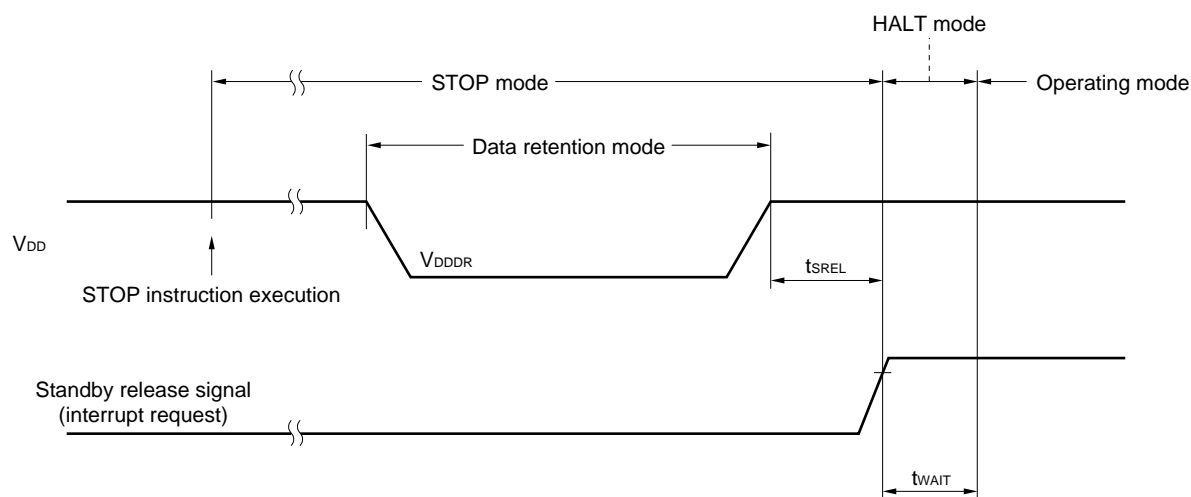 HALT mode
STOP mode
Operating mode
Data retention mode
VDD
VDDDR
tSREL
STOP instruction execution
Standby release signal
(interrupt request)
tWAIT